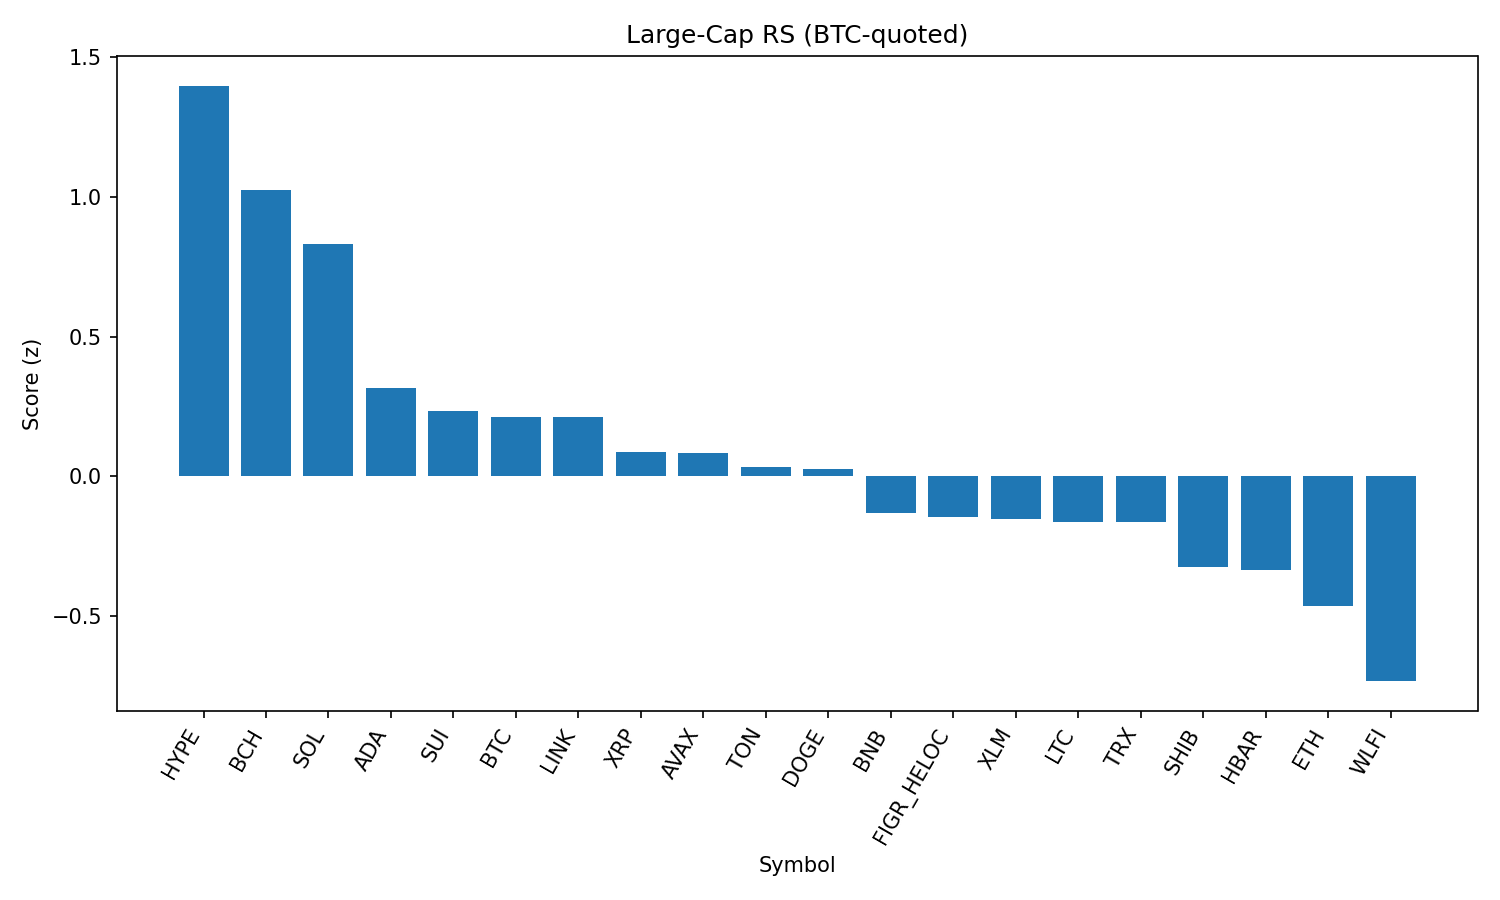 Large-Cap RS (BTC-quoted)
1.5
1.0
0.5
0.0
−0.5
Score (z)
HYPE
BCH
SOL
ADA
SUI
BTC
LINK
XRP
AVAX
TON
DOGE
BNB
FIGR_HELOC
XLM
LTC
TRX
SHIB
HBAR
ETH
WLFI
Symbol